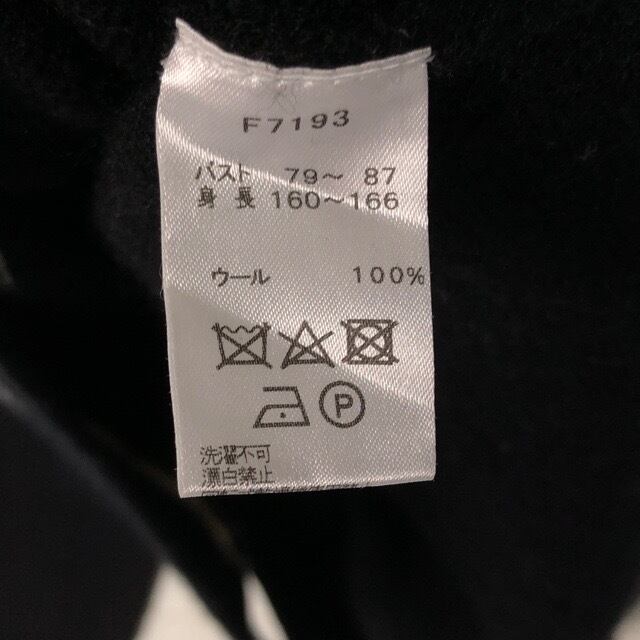 F7193
バスト 79～ 87
身 長 160～166
ウール 100%
P
洗濯不可
漂白禁止